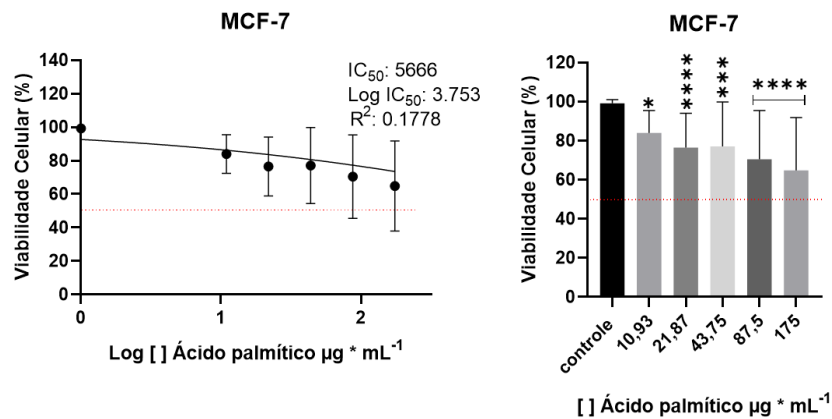 MCF-7
IC50: 5666
Log IC50: 3.753
R²: 0.1778
Viabilidade Celular (%)
140
120
100
80
60
40
20
0
0
1
2
Log [ ] Ácido palmítico µg * mL⁻¹
MCF-7
Viabilidade Celular (%)
120
100
80
60
40
20
0
*
****
***
****
controle
10,93
21,87
43,75
87,5
175
[ ] Ácido palmítico µg * mL⁻¹